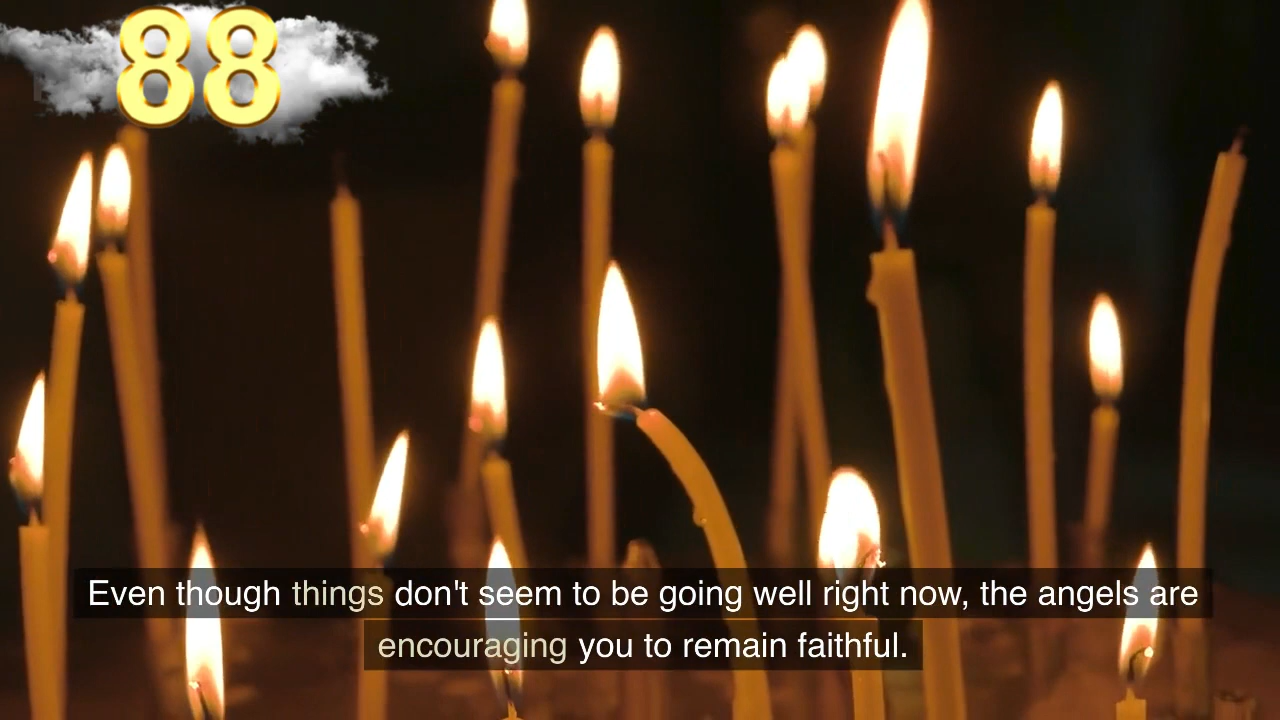 88
Even though things don't seem to be going well right now, the angels are
encouraging you to remain faithful.